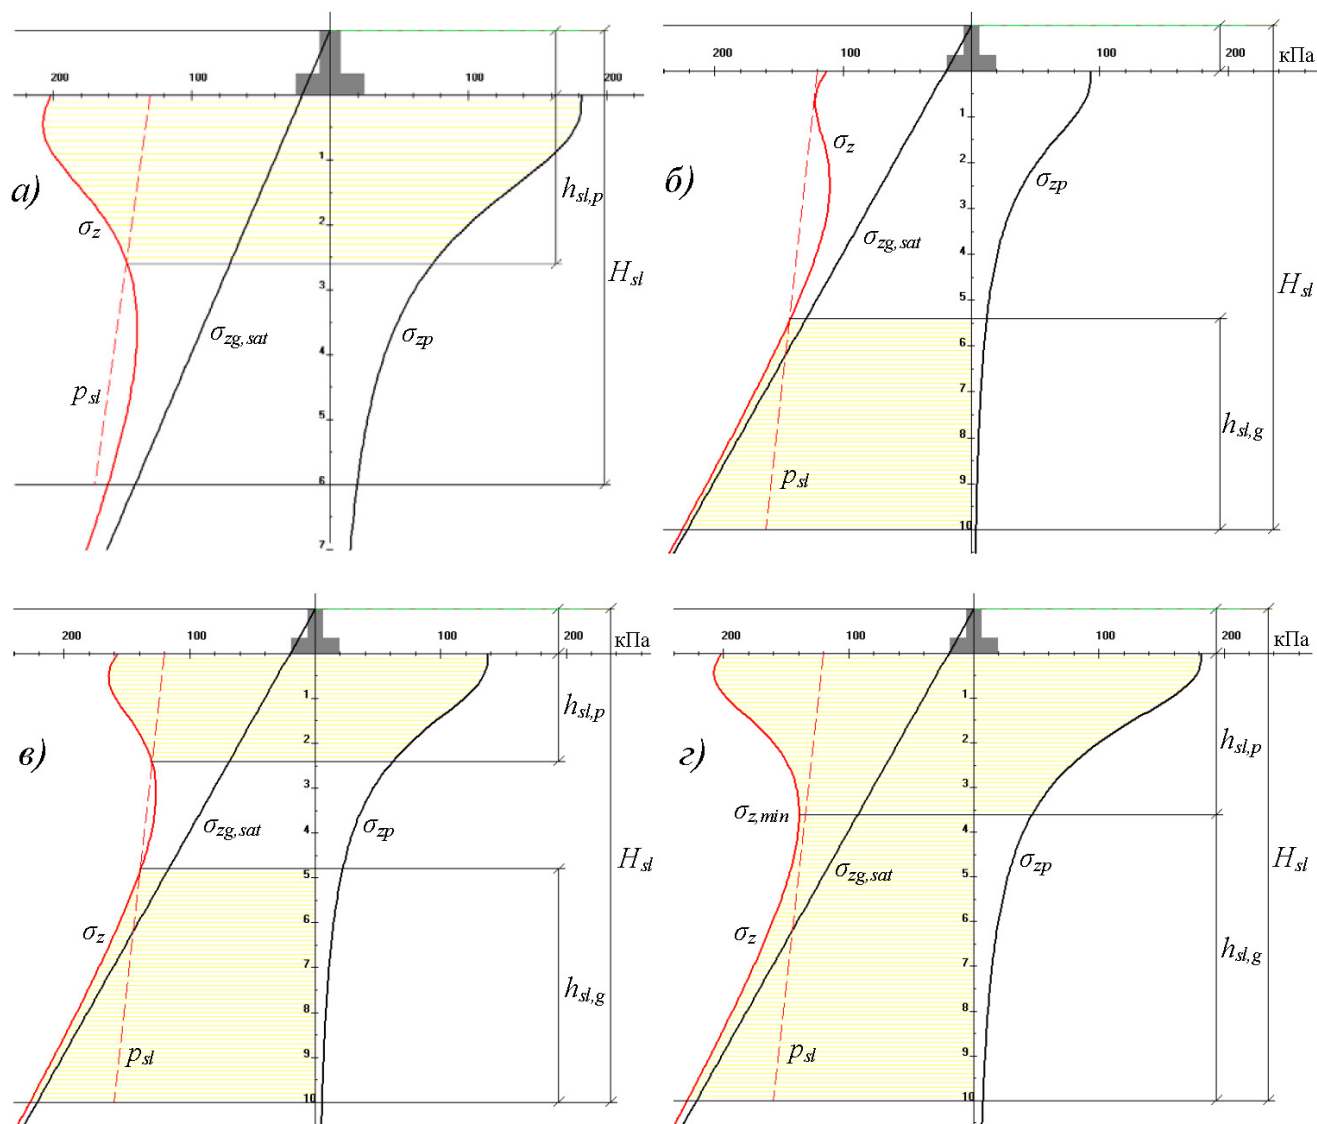 200 100 100 200
а)
1
2
3
4
5
6
7
σz
psl
σzg,sat
σzp
hsl,p
Hsl
200 100 100 200 кПа
б)
1
2
3
4
5
6
7
8
9
10
σz
σzg,sat
σzp
psl
hsl,g
Hsl
200 100 100 200 кПа
в)
1
2
3
4
5
6
7
8
9
10
σzg,sat
σzp
σz
psl
hsl,p
hsl,g
Hsl
200 100 100 200 кПа
г)
1
2
3
4
5
6
7
8
9
10
σz,min
σzg,sat
σzp
σz
psl
hsl,p
hsl,g
Hsl